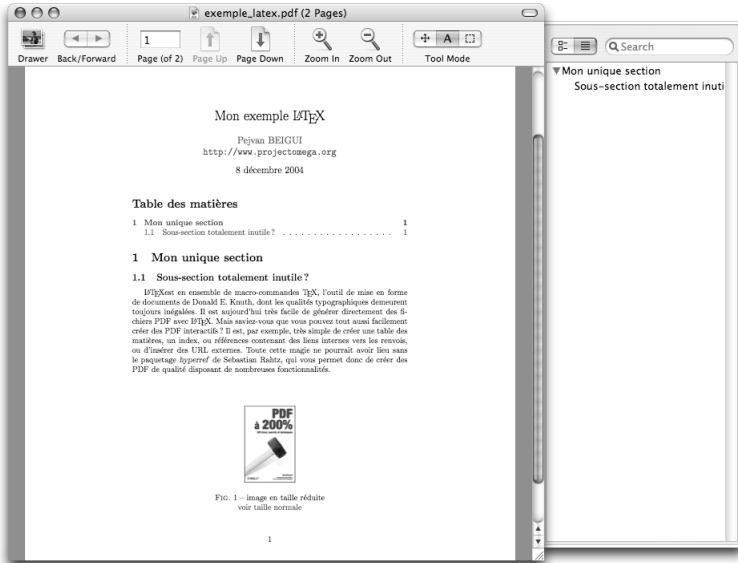 exemple_latex.pdf (2 Pages)
1
Drawer Back/Forward Page (of 2) Page Up Page Down Zoom In Zoom Out Tool Mode
A
Search
Mon unique section
Sous-section totalement inuti
Mon exemple LATEX
Pejvan BEIGUI
http://www.projectomega.org
8 décembre 2004
Table des matières
1 Mon unique section 1
1.1 Sous-section totalement inutile ? . . . . . . . . . . . . . . . . . . 1
1 Mon unique section
1.1 Sous-section totalement inutile ?
LATEXest en ensemble de macro-commandes TEX, l'outil de mise en forme
de documents de Donald E. Knuth, dont les qualités typographiques demeurent
toujours inégalées. Il est aujourd'hui très facile de générer directement des fi-
chiers PDF avec LATEX. Mais saviez-vous que vous pouvez tout aussi facilement
créer des PDF interactifs ? Il est, par exemple, très simple de créer une table des
matières, un index, ou références contenant des liens internes vers les renvois,
ou d'insérer des URL externes. Toute cette magie ne pourrait avoir lieu sans
le paquetage hyperref de Sebastian Rahtz, qui vous permet donc de créer des
PDF de qualité disposant de nombreuses fonctionnalités.
PDF
à 200%
FIG. 1 – image en taille réduite
voir taille normale
1